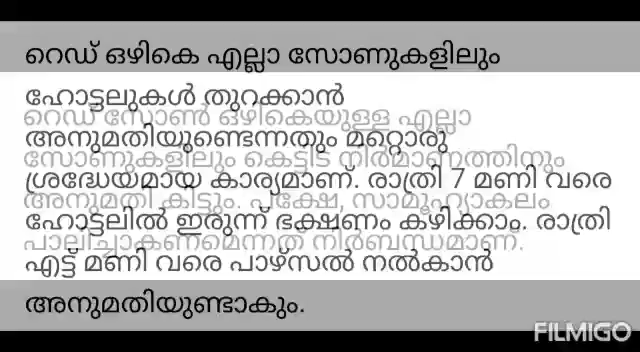 റെഡ് ഒഴികെ എല്ലാ സോണുകളിലും
ഹോട്ടലുകൾ തുറക്കാൻ
റെഡ് സോൺ ഒഴികെയുള്ള എല്ലാ
അനുമതിയുണ്ടെന്നതും മറ്റൊരു
സോണുകളിലും കെട്ടിട നിർമാണത്തിനും
ശ്രദ്ധേയമായ കാര്യമാണ്. രാത്രി 7 മണി വരെ
അനുമതി കിട്ടും. പക്ഷേ, സാമൂഹ്യാകലം
ഹോട്ടലിൽ ഇരുന്ന് ഭക്ഷണം കഴിക്കാം. രാത്രി
പാലിച്ചാകണമെന്നത് നിർബന്ധമാണ്.
എട്ട് മണി വരെ പാഴ്സൽ നൽകാൻ
അനുമതിയുണ്ടാകും.
FILMIGO